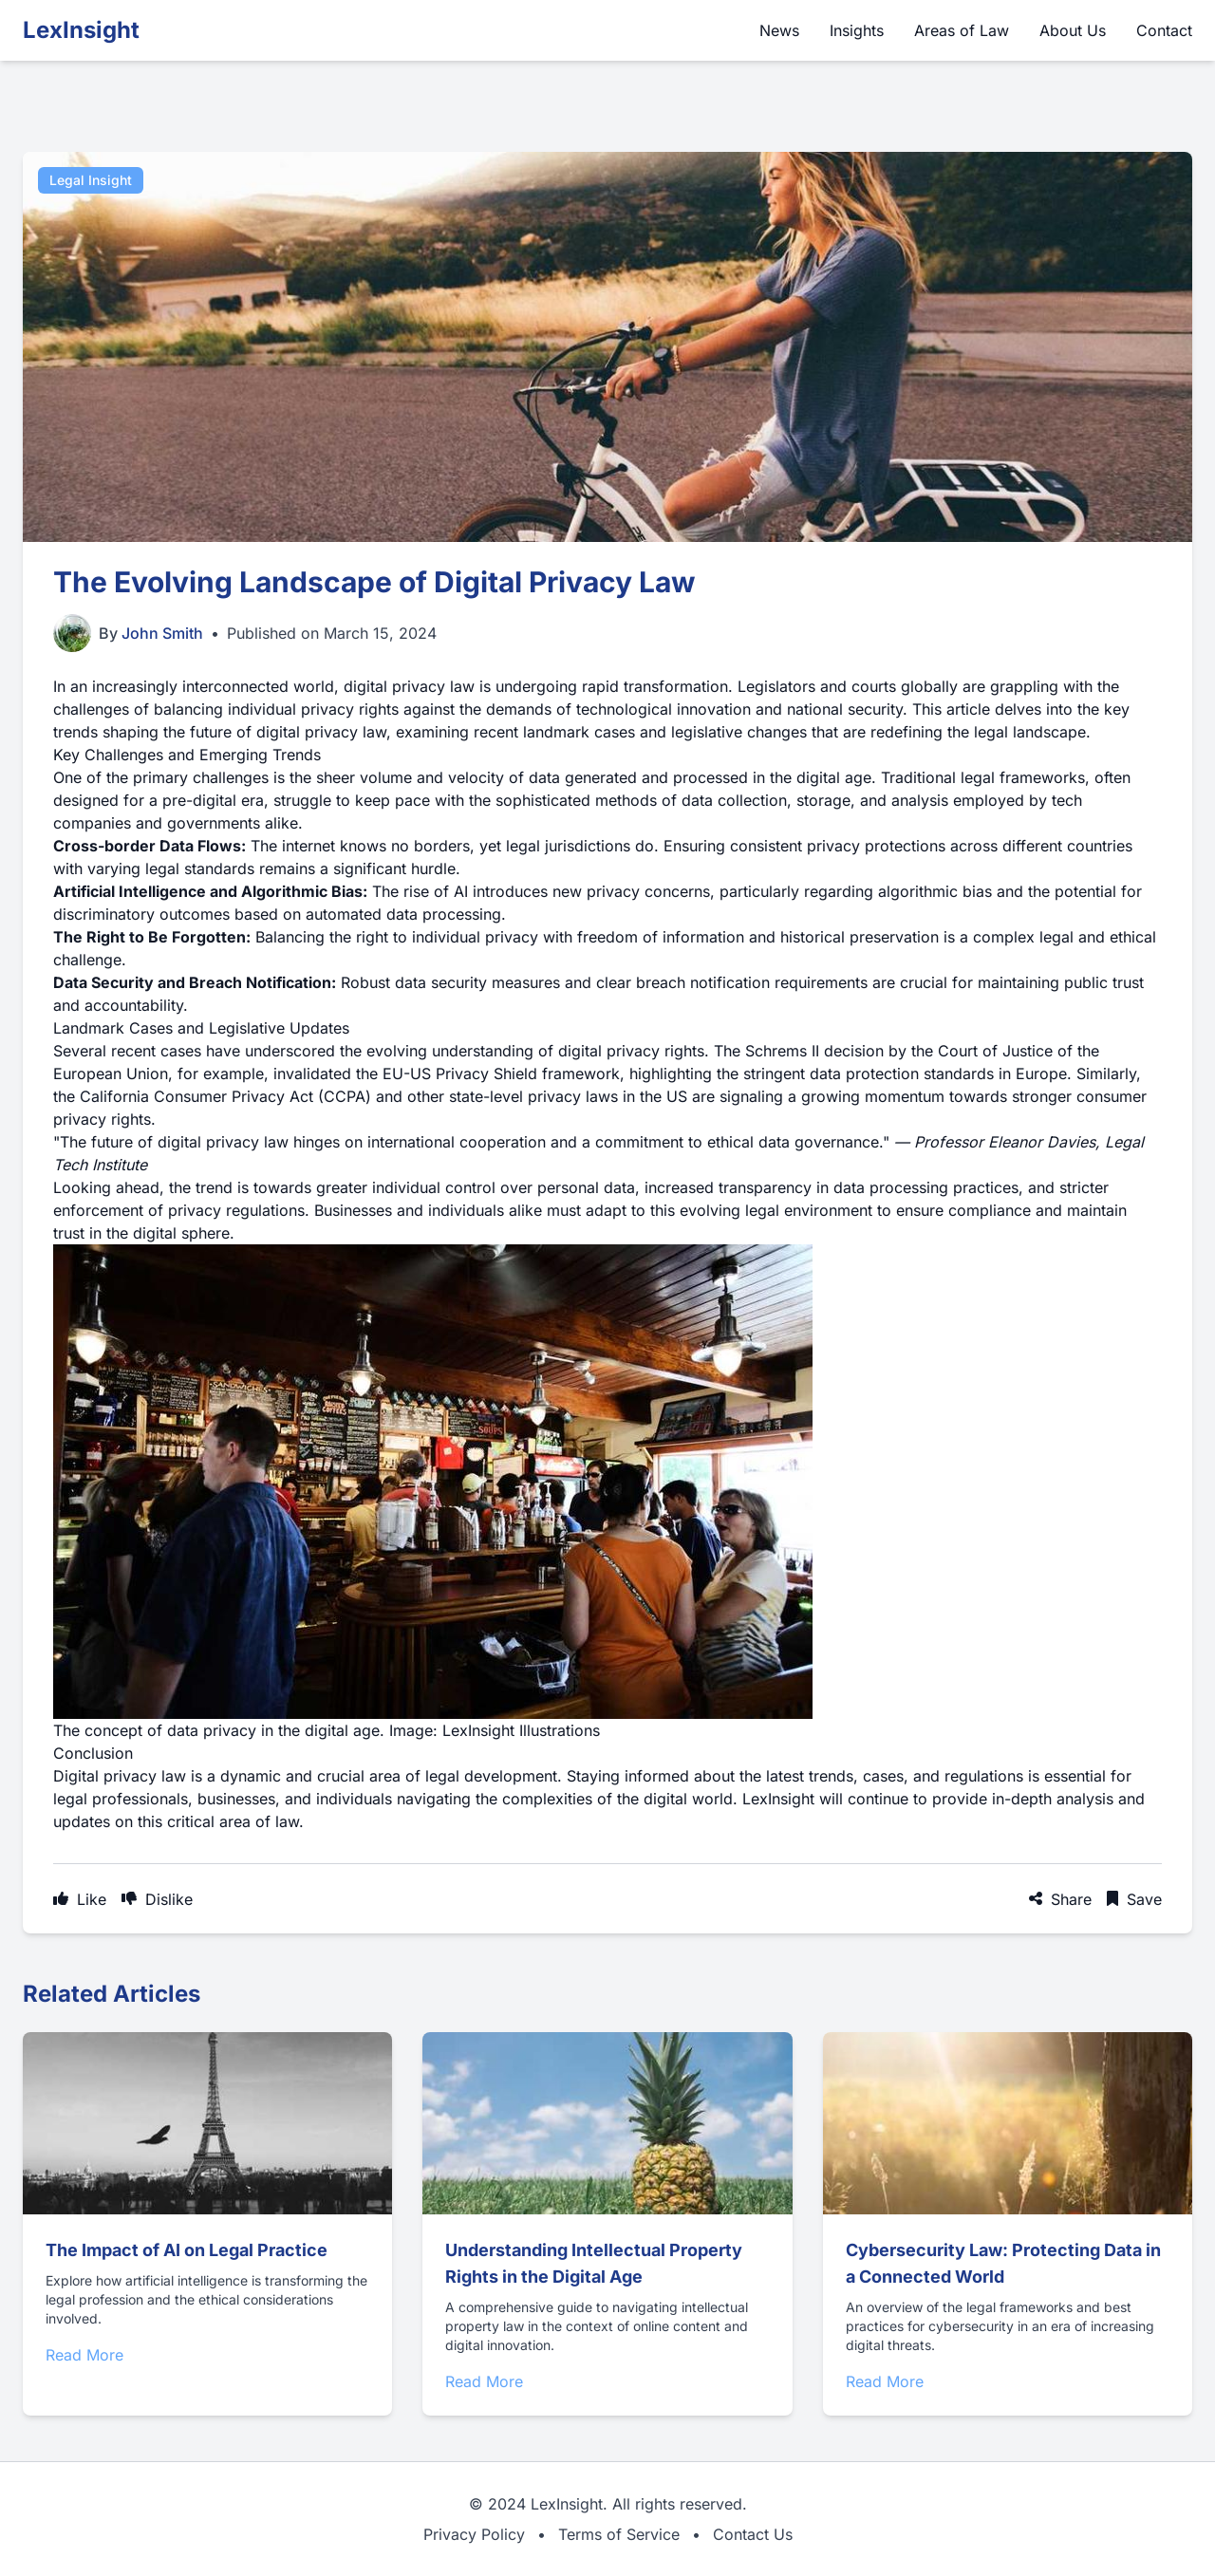 LexInsight
News
Insights
Areas of Law
About Us
Contact
Legal Insight
The Evolving Landscape of Digital Privacy Law
By John Smith • Published on March 15, 2024
In an increasingly interconnected world, digital privacy law is undergoing rapid transformation. Legislators and courts globally are grappling with the
challenges of balancing individual privacy rights against the demands of technological innovation and national security. This article delves into the key
trends shaping the future of digital privacy law, examining recent landmark cases and legislative changes that are redefining the legal landscape.
Key Challenges and Emerging Trends
One of the primary challenges is the sheer volume and velocity of data generated and processed in the digital age. Traditional legal frameworks, often
designed for a pre-digital era, struggle to keep pace with the sophisticated methods of data collection, storage, and analysis employed by tech
companies and governments alike.
Cross-border Data Flows: The internet knows no borders, yet legal jurisdictions do. Ensuring consistent privacy protections across different countries
with varying legal standards remains a significant hurdle.
Artificial Intelligence and Algorithmic Bias: The rise of AI introduces new privacy concerns, particularly regarding algorithmic bias and the potential for
discriminatory outcomes based on automated data processing.
The Right to Be Forgotten: Balancing the right to individual privacy with freedom of information and historical preservation is a complex legal and ethical
challenge.
Data Security and Breach Notification: Robust data security measures and clear breach notification requirements are crucial for maintaining public trust
and accountability.
Landmark Cases and Legislative Updates
Several recent cases have underscored the evolving understanding of digital privacy rights. The Schrems II decision by the Court of Justice of the
European Union, for example, invalidated the EU-US Privacy Shield framework, highlighting the stringent data protection standards in Europe. Similarly,
the California Consumer Privacy Act (CCPA) and other state-level privacy laws in the US are signaling a growing momentum towards stronger consumer
privacy rights.
"The future of digital privacy law hinges on international cooperation and a commitment to ethical data governance." — Professor Eleanor Davies, Legal
Tech Institute
Looking ahead, the trend is towards greater individual control over personal data, increased transparency in data processing practices, and stricter
enforcement of privacy regulations. Businesses and individuals alike must adapt to this evolving legal environment to ensure compliance and maintain
trust in the digital sphere.
SANDWICHES
SOUPS
The concept of data privacy in the digital age. Image: LexInsight Illustrations
Conclusion
Digital privacy law is a dynamic and crucial area of legal development. Staying informed about the latest trends, cases, and regulations is essential for
legal professionals, businesses, and individuals navigating the complexities of the digital world. LexInsight will continue to provide in-depth analysis and
updates on this critical area of law.
Like
Dislike
Share
Save
Related Articles
The Impact of AI on Legal Practice
Explore how artificial intelligence is transforming the
legal profession and the ethical considerations
involved.
Read More
Understanding Intellectual Property
Rights in the Digital Age
A comprehensive guide to navigating intellectual
property law in the context of online content and
digital innovation.
Read More
Cybersecurity Law: Protecting Data in
a Connected World
An overview of the legal frameworks and best
practices for cybersecurity in an era of increasing
digital threats.
Read More
© 2024 LexInsight. All rights reserved.
Privacy Policy • Terms of Service • Contact Us